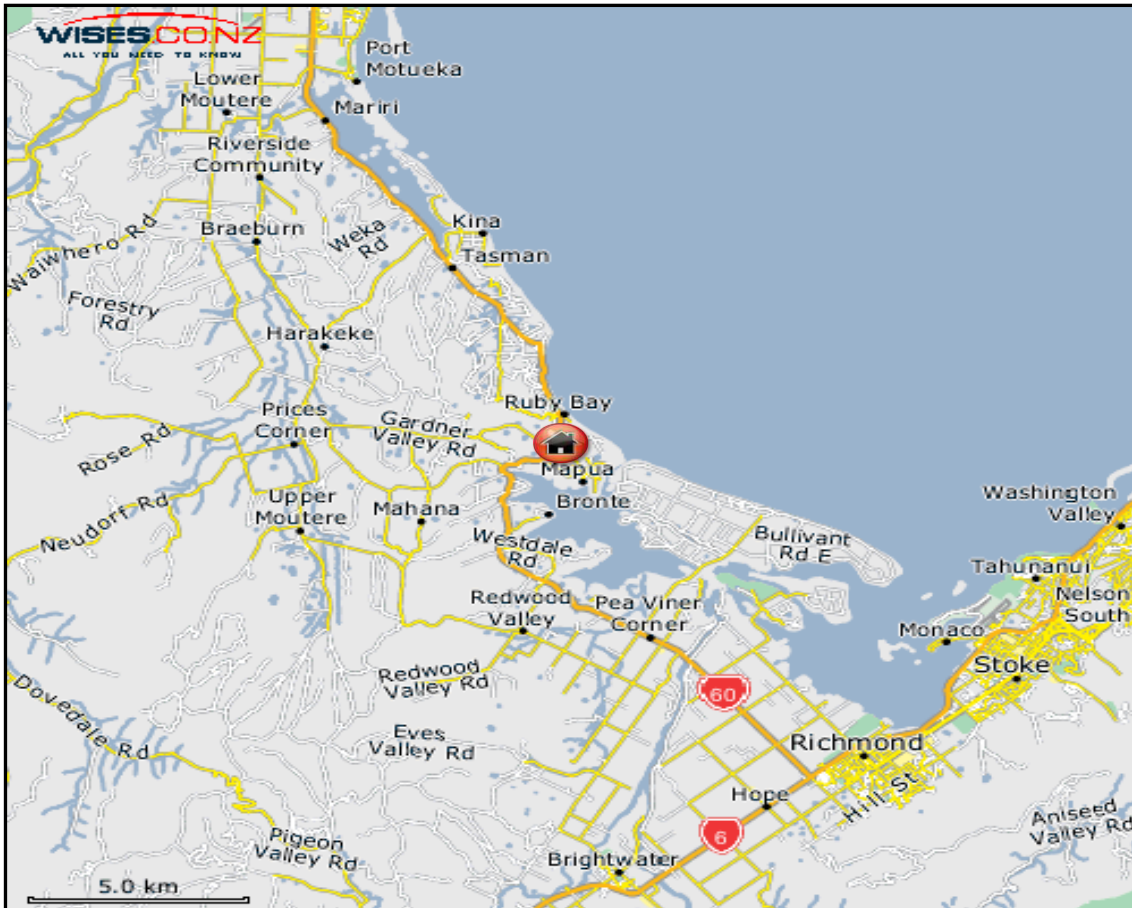 WISES.CO.NZ
ALL YOU NEED TO KNOW
Port
Motueka
Lower
Moutere
Mariri
Riverside
Community
Kina
Braeburn
Weka
Rd
Waiwhero Rd
Tasman
Forestry
Rd
Harakeke
Ruby Bay
Prices
Corner
Gardner
Valley Rd
Rose Rd
Mapua
Washington
Valley
Upper
Moutere
Mahana
Bronte
Neudorf Rd
Westdale
Rd
Bullivant
Rd E
Tahunanui
Nelson
South
Redwood
Valley
Pea Viner
Corner
Monaco
Stoke
Redwood
Valley Rd
60
Dovedale Rd
Eves
Valley Rd
Richmond
Hope
Hill St
Aniseed
Valley Rd
6
Pigeon
Valley Rd
Brightwater
5.0 km